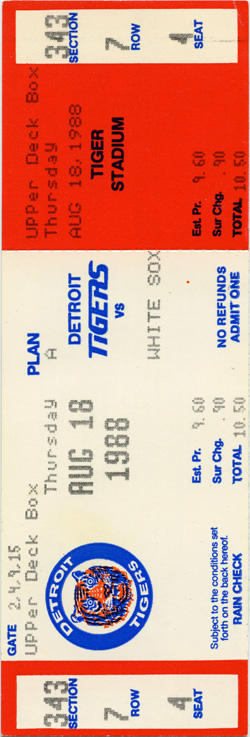 343
SECTION
7
ROW
4
SEAT
GATE 2,4,9,15
UPPer Deck Box
Thursday
AUG 18
1988
DETROIT TIGERS
Subject to the conditions set
forth on the back hereof.
RAIN CHECK
PLAN
A
DETROIT
TIGERS
VS
WHITE SOX
Est. Pr. 9.60
Sur Chg. .90
TOTAL 10.50
NO REFUNDS
ADMIT ONE
UPPer Deck Box
Thursday
AUG 18, 1988
TIGER
STADIUM
Est. Pr. 9.60
Sur Chg. .90
TOTAL 10.50
343
SECTION
7
ROW
4
SEAT